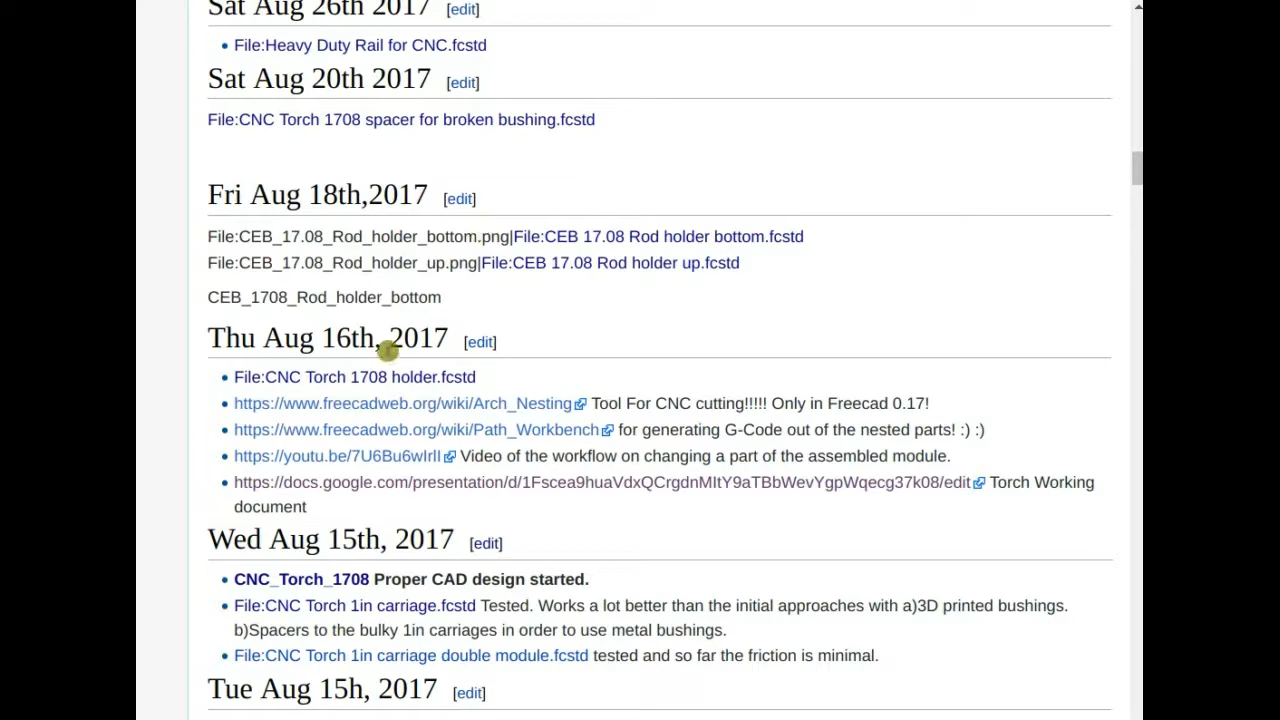 Sat Aug 26th 2017 [edit]
File:Heavy Duty Rail for CNC.fcstd
Sat Aug 20th 2017 [edit]
File:CNC Torch 1708 spacer for broken bushing.fcstd
Fri Aug 18th,2017 [edit]
File:CEB_17.08_Rod_holder_bottom.png|File:CEB 17.08 Rod holder bottom.fcstd
File:CEB_17.08_Rod_holder_up.png|File:CEB 17.08 Rod holder up.fcstd
CEB_1708_Rod_holder_bottom
Thu Aug 16th, 2017 [edit]
File:CNC Torch 1708 holder.fcstd
https://www.freecadweb.org/wiki/Arch_Nesting Tool For CNC cutting!!!!! Only in Freecad 0.17!
https://www.freecadweb.org/wiki/Path_Workbench for generating G-Code out of the nested parts! :) :)
https://youtu.be/7U6Bu6wIrlI Video of the workflow on changing a part of the assembled module.
https://docs.google.com/presentation/d/1Fscea9huaVdxQCrgdnMItY9aTBbWevYgpWqecg37k08/edit Torch Working
document
Wed Aug 15th, 2017 [edit]
CNC_Torch_1708 Proper CAD design started.
File:CNC Torch 1in carriage.fcstd Tested. Works a lot better than the initial approaches with a)3D printed bushings.
b)Spacers to the bulky 1in carriages in order to use metal bushings.
File:CNC Torch 1in carriage double module.fcstd tested and so far the friction is minimal.
Tue Aug 15h, 2017 [edit]